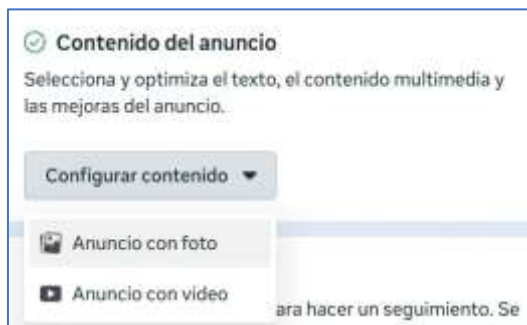 Contenido del anuncio
Selecciona y optimiza el texto, el contenido multimedia y
las mejoras del anuncio.
Configurar contenido
Anuncio con foto
Anuncio con video
ara hacer un seguimiento. Se